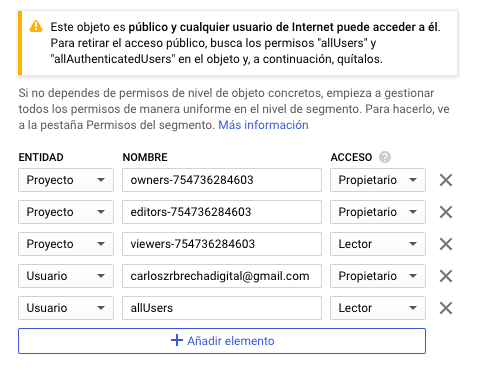 Este objeto es público y cualquier usuario de Internet puede acceder a él.
Para retirar el acceso público, busca los permisos "allUsers" y
"allAuthenticatedUsers" en el objeto y, a continuación, quítalos.
Si no dependes de permisos de nivel de objeto concretos, empieza a gestionar
todos los permisos de manera uniforme en el nivel de segmento. Para hacerlo, ve
a la pestaña Permisos del segmento. Más información
ENTIDAD NOMBRE ACCESO ?
Proyecto owners-754736284603 Propietario
Proyecto editors-754736284603 Propietario
Proyecto viewers-754736284603 Lector
Usuario carloszrbrechadigital@gmail.com Propietario
Usuario allUsers Lector
+ Añadir elemento